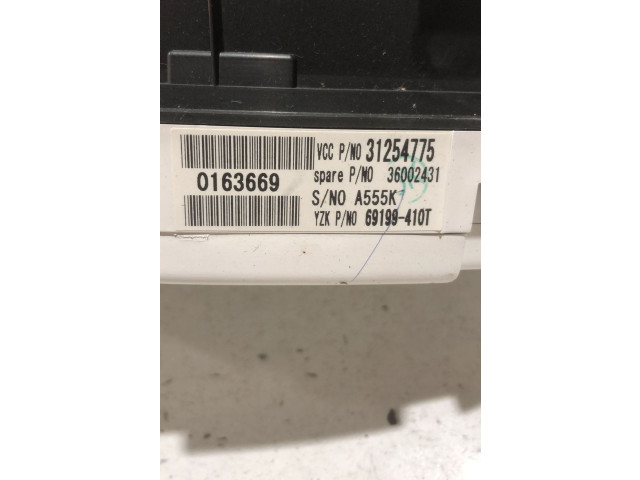 0163669
VCC P/NO 31254775
spare P/NO 36002431
S/NO A555K
YZK P/NO 69199-410T